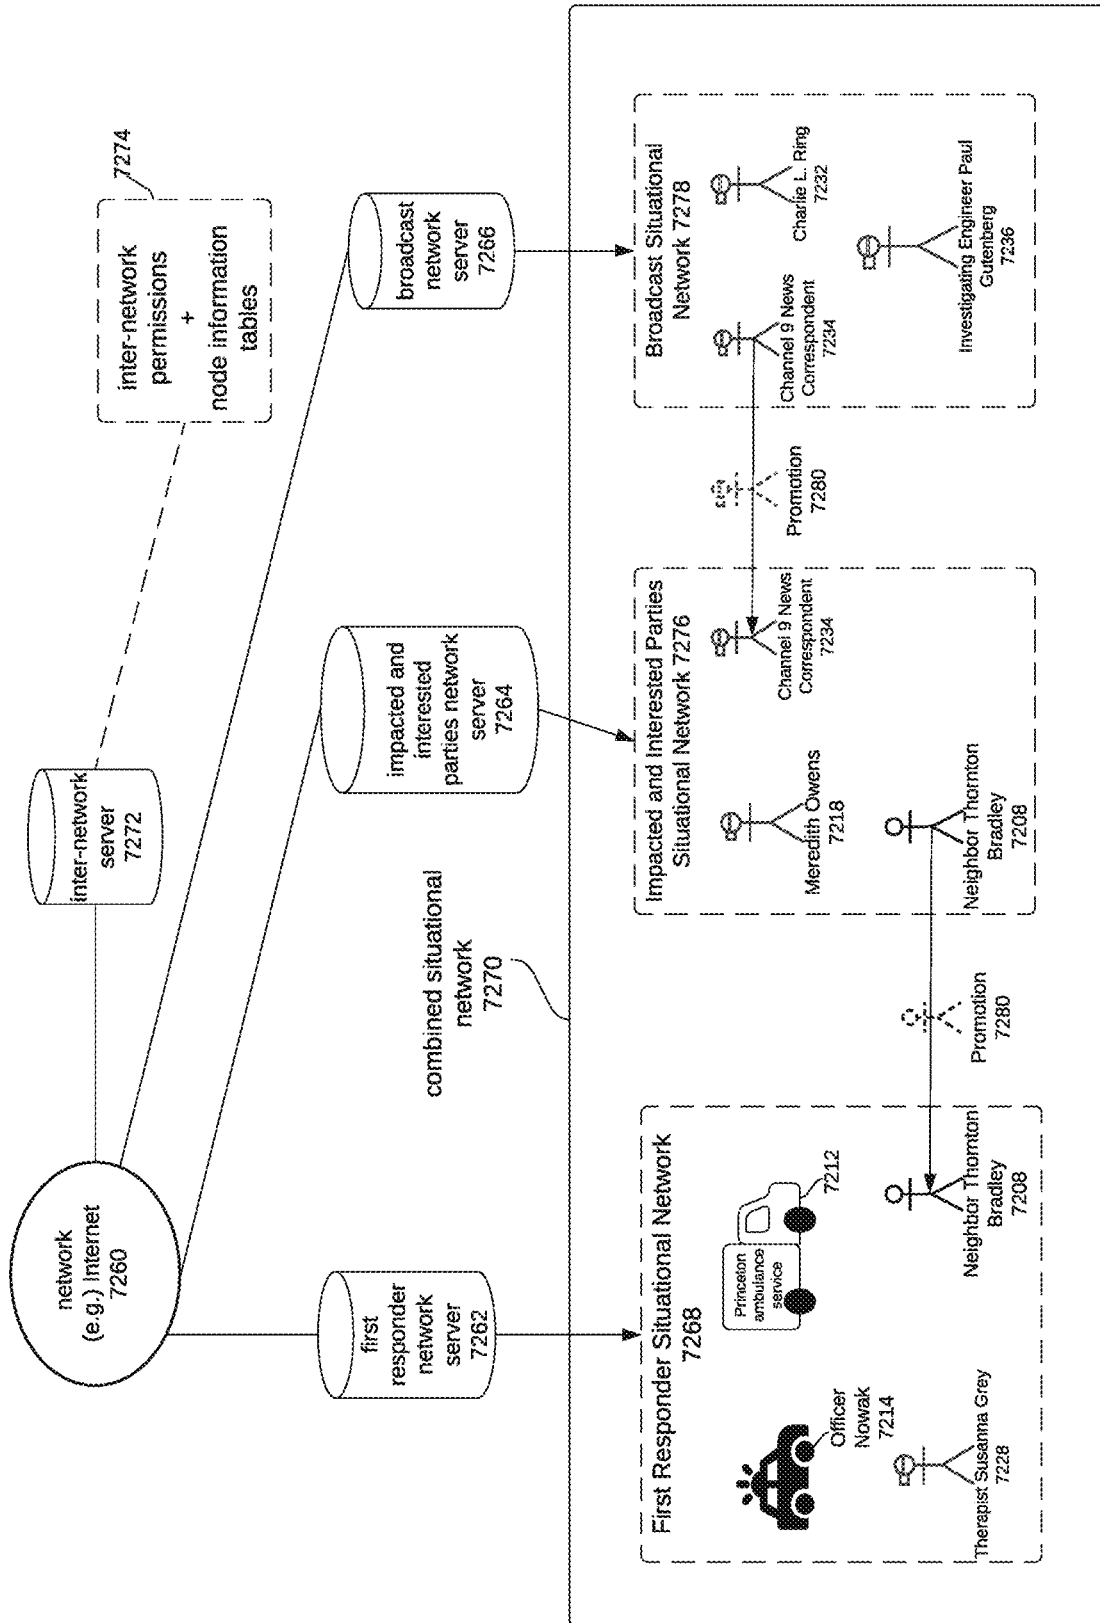 network
(e.g.) Internet
7260
inter-network
server
7272
inter-network
permissions
+
node information
tables
7274
first
responder
network
server
7262
impacted and
interested
parties network
server
7264
broadcast
network
server
7266
combined situational
network
7270
First Responder Situational Network
7268
Officer
Nowak
7214
Princeton
ambulance
service
7212
Therapist Susanna Grey
7228
Neighbor Thornton
Bradley
7208
Promotion
7280
Impacted and Interested Parties
Situational Network 7276
Meredith Owens
7218
Channel 9 News
Correspondent
7234
Neighbor Thornton
Bradley
7208
Promotion
7280
Broadcast Situational
Network 7278
Channel 9 News
Correspondent
7234
Charlie L. Ring
7232
Investigating Engineer Paul
Gutenberg
7236